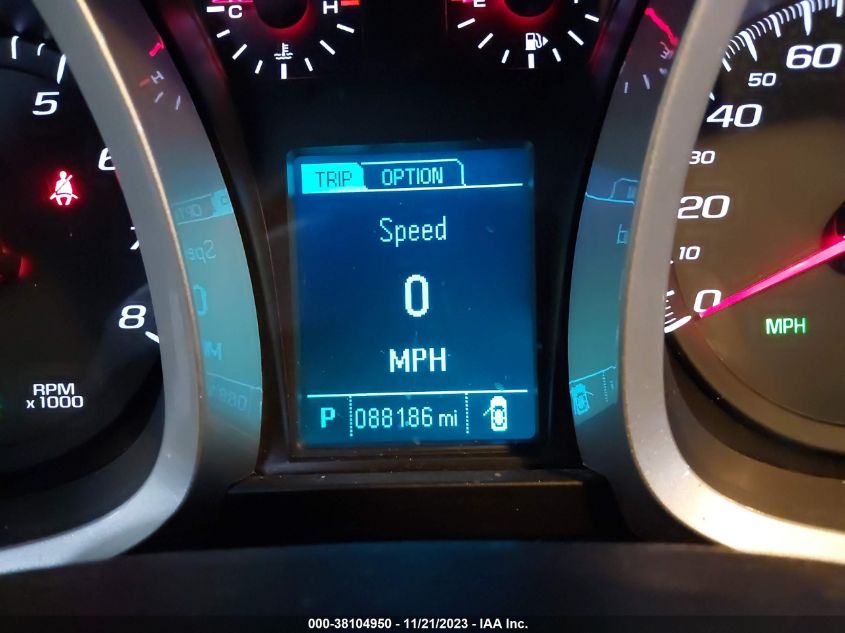 C H
E
5
6
7
8
RPM
x1000
TRIP OPTION
Speed
0
MPH
P 088186 mi
60
50
40
30
20
10
0
MPH
000-38104950 - 11/21/2023 - IAA Inc.